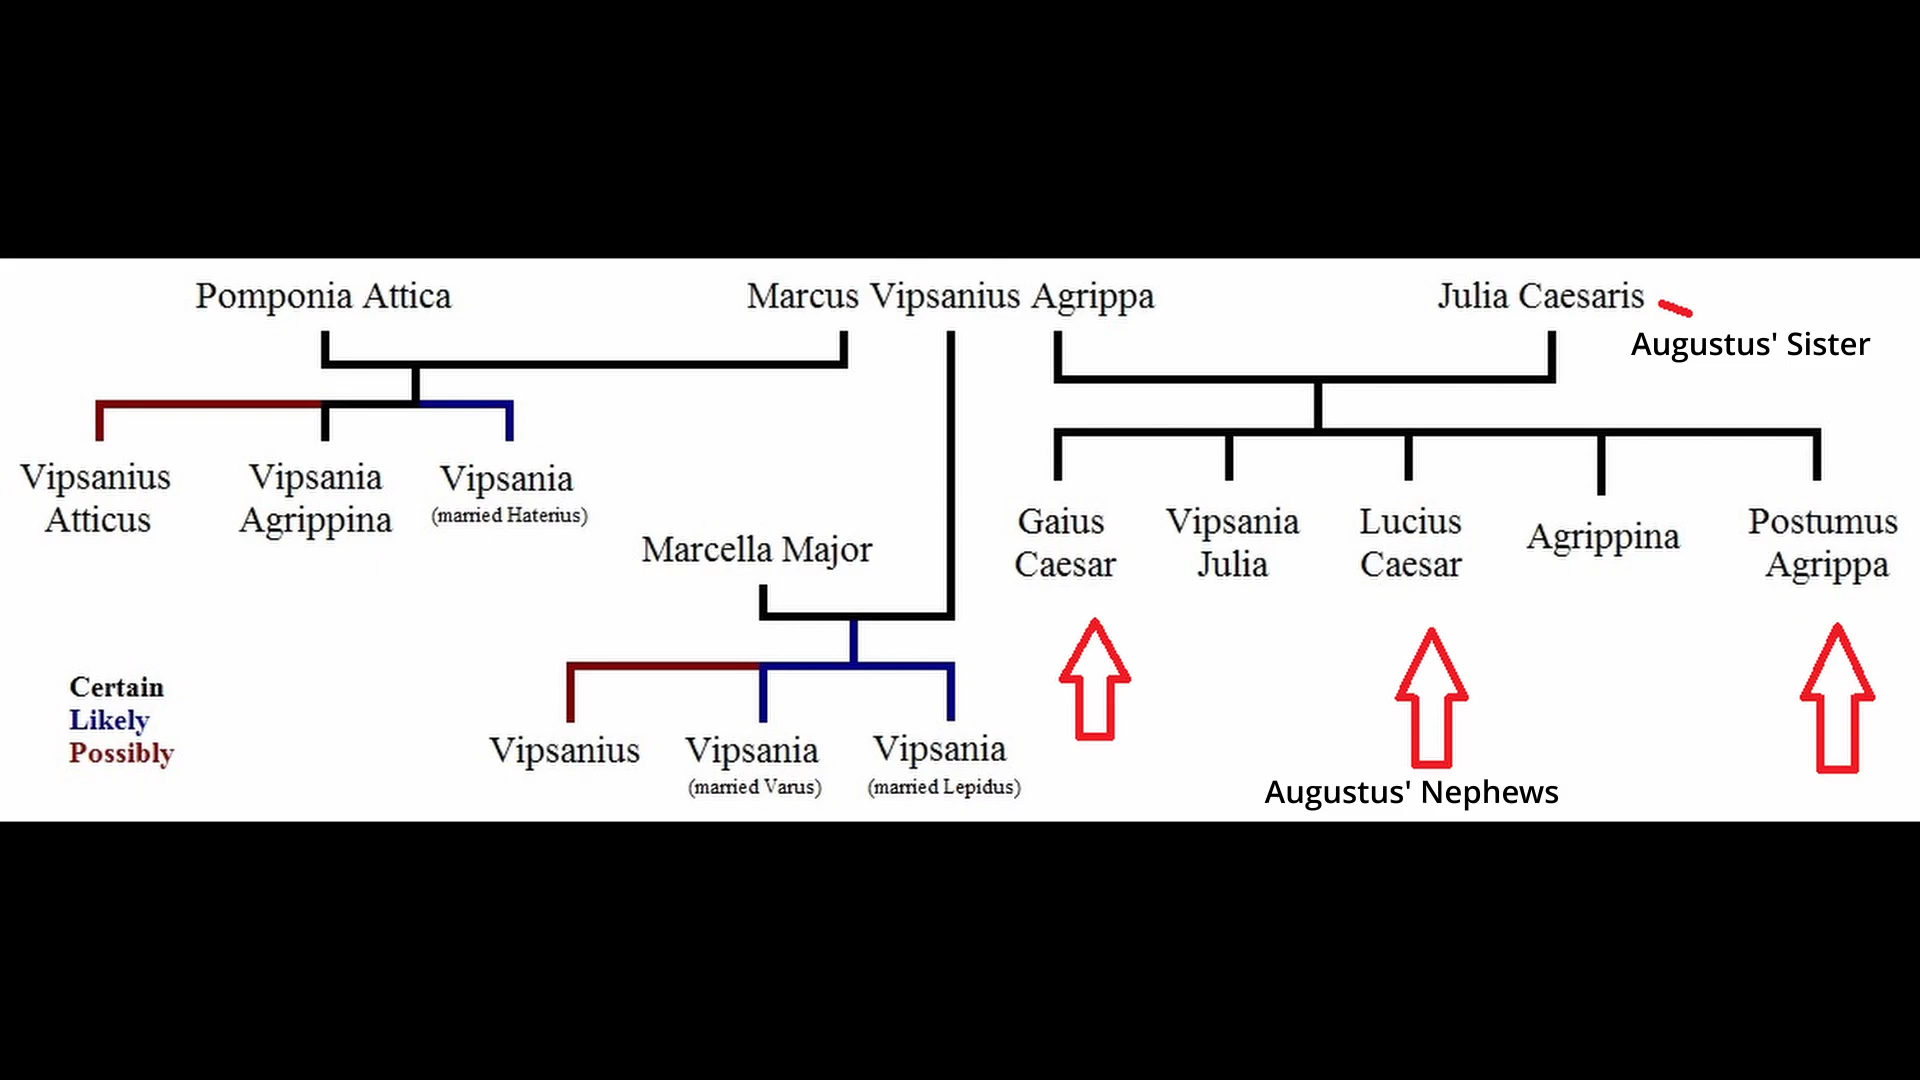 Pomponia Attica
Marcus Vipsanius Agrippa
Julia Caesaris
Augustus' Sister
Vipsanius
Atticus
Vipsania
Agrippina
Vipsania
(married Haterius)
Marcella Major
Gaius
Caesar
Vipsania
Julia
Lucius
Caesar
Agrippina
Postumus
Agrippa
Certain
Likely
Possibly
Vipsanius
Vipsania
(married Varus)
Vipsania
(married Lepidus)
Augustus' Nephews